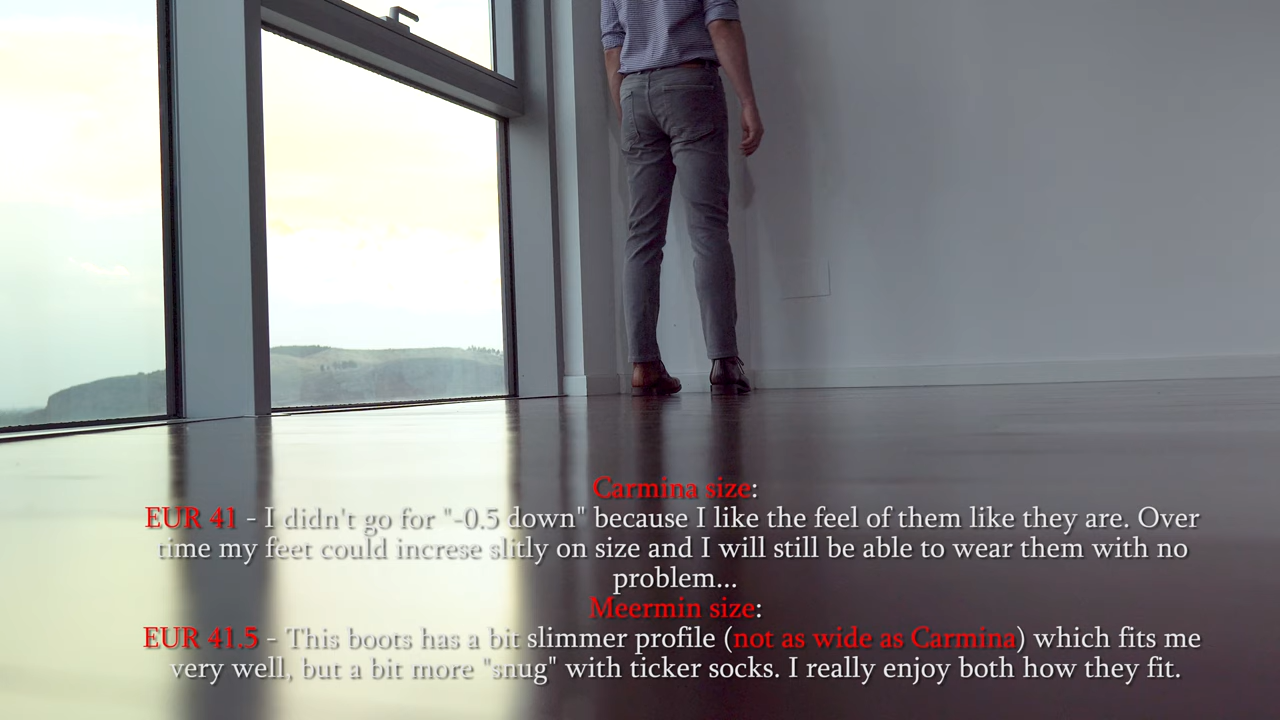 Carmina size:
EUR 41 - I didn't go for "-0.5 down" because I like the feel of them like they are. Over
time my feet could increse slitly on size and I will still be able to wear them with no
problem...
Meermin size:
EUR 41.5 - This boots has a bit slimmer profile (not as wide as Carmina) which fits me
very well, but a bit more "snug" with ticker socks. I really enjoy both how they fit.